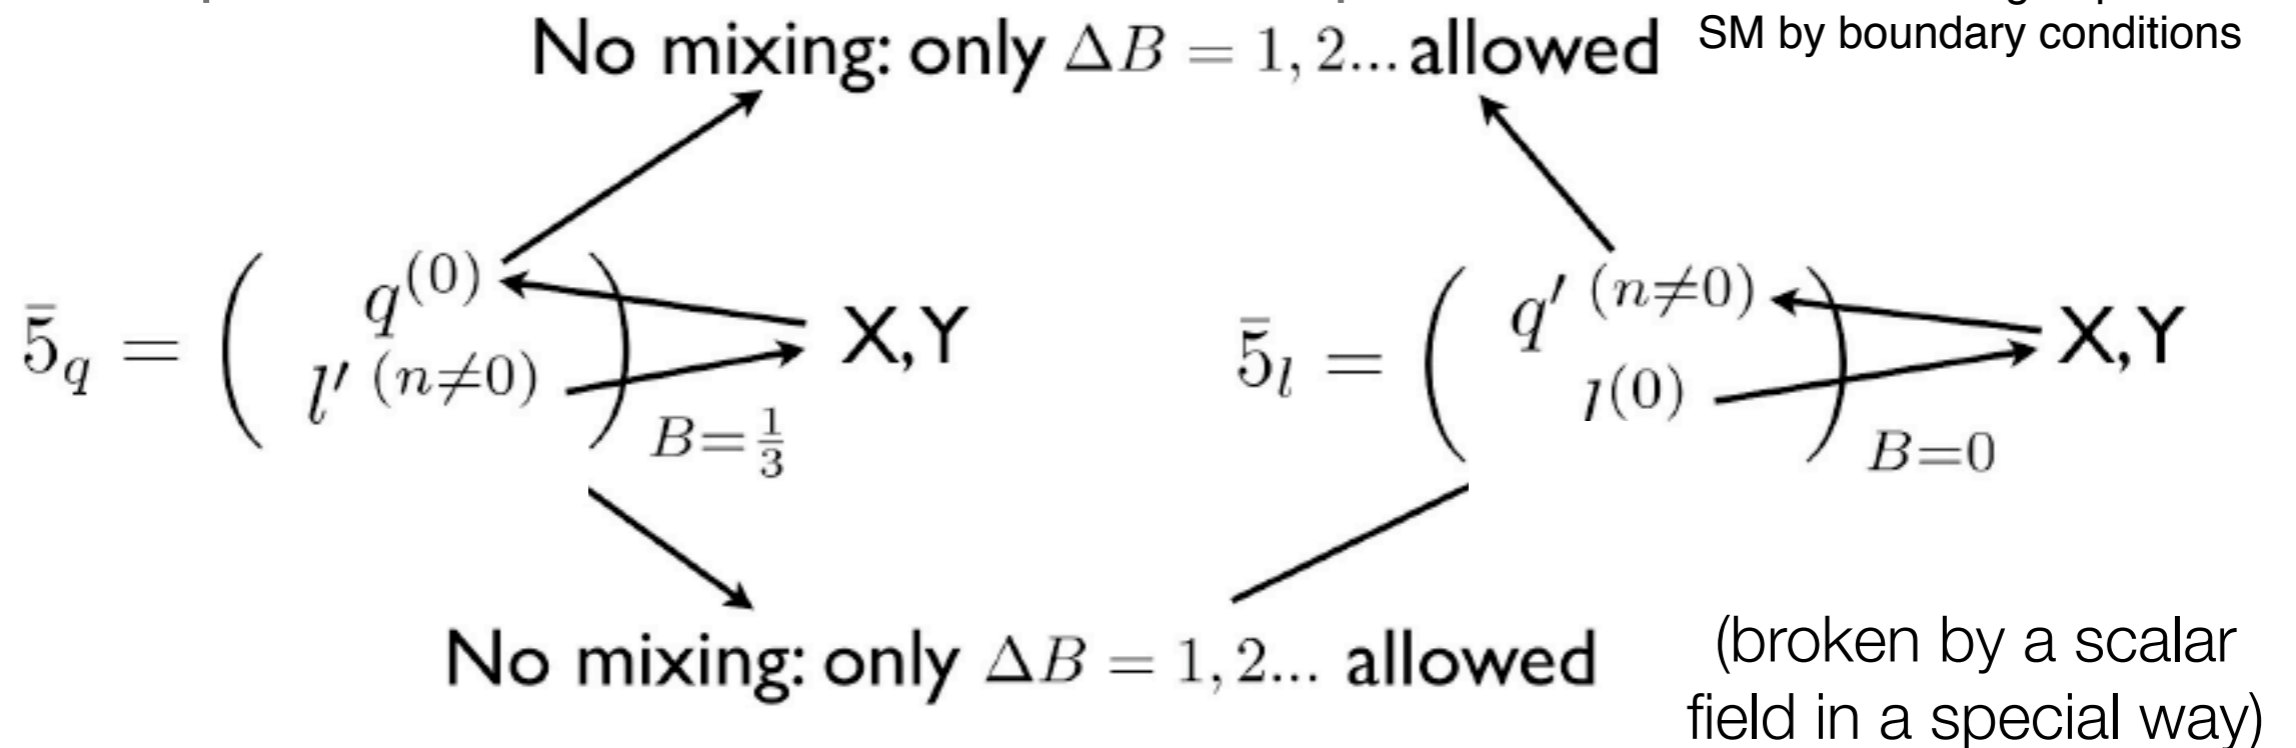 No mixing: only ΔB = 1, 2... allowed
SM by boundary conditions
5̄_q = ( q^(0)
l′ (n≠0) ) B=1/3
X,Y
5̄_l = ( q′ (n≠0)
l(0) ) B=0
X,Y
No mixing: only ΔB = 1, 2... allowed
(broken by a scalar
field in a special way)